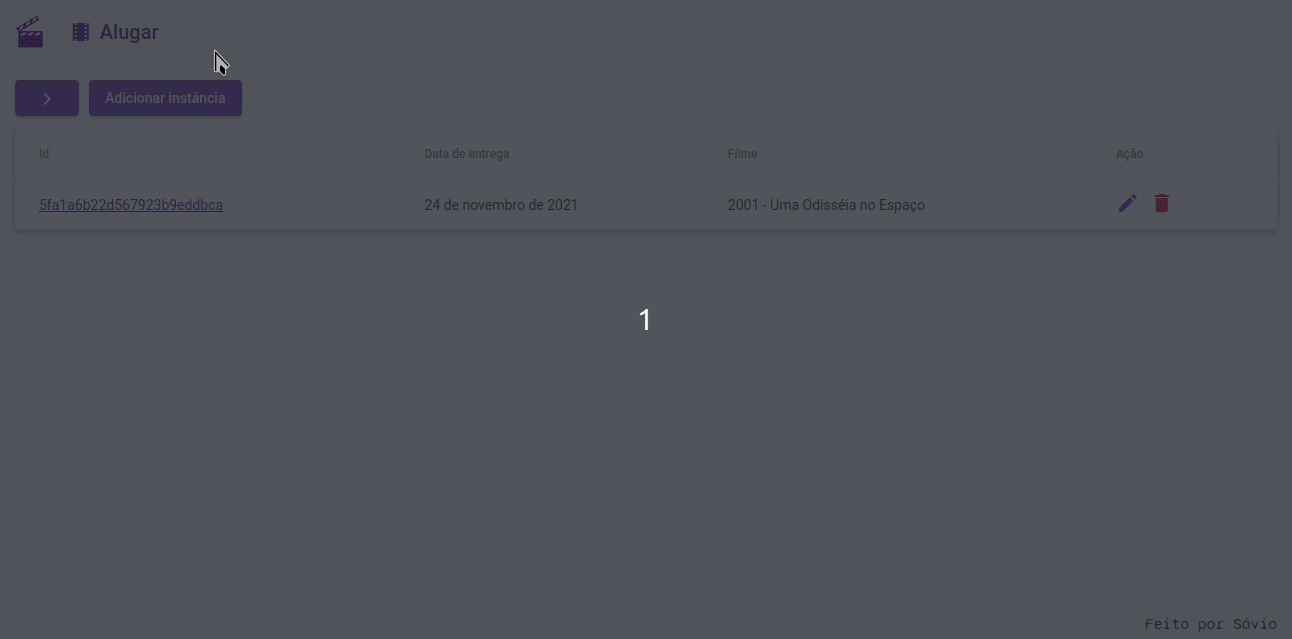 Alugar
Adicionar instância
Id Data de entrega Filme Ação
5fa1a6b22d567923b9eddbca 24 de novembro de 2021 2001 - Uma Odisséia no Espaço
1
Feito por Sávio